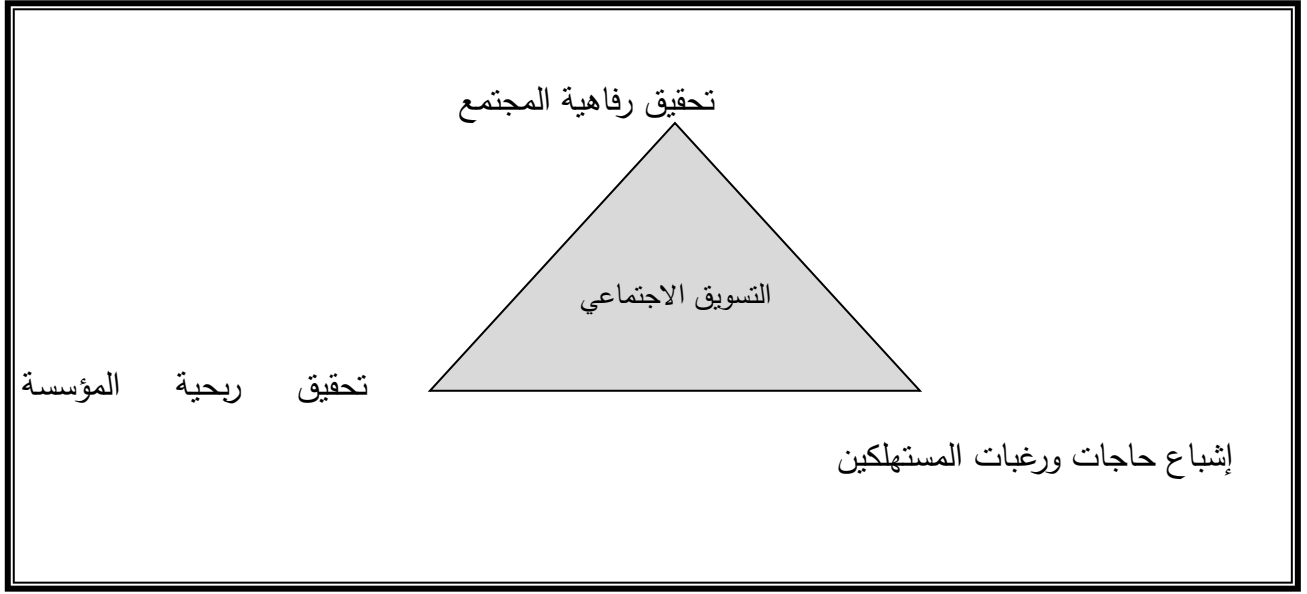 تحقيق رفاهية المجتمع
التسويق الاجتماعي
تحقيق ربحية المؤسسة
إشباع حاجات ورغبات المستهلكين